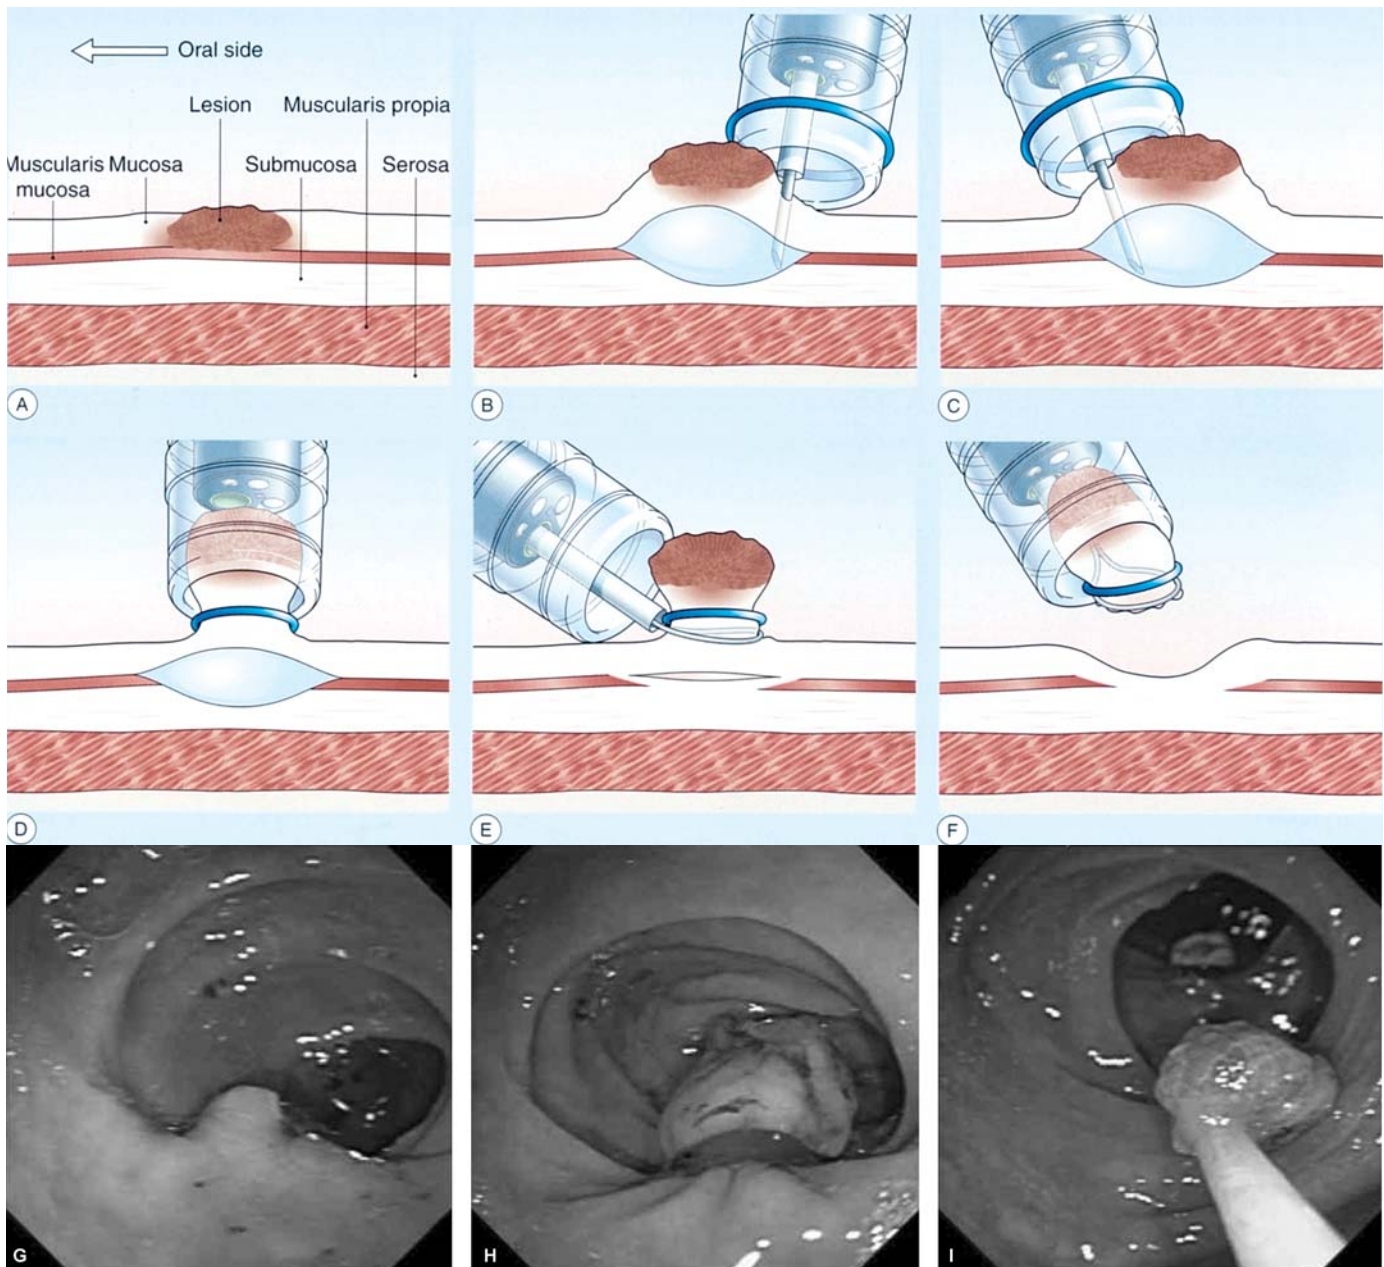 Oral side
Lesion
Muscularis propia
Muscularis
mucosa
Mucosa
Submucosa
Serosa
A
B
C
D
E
F
G
H
I